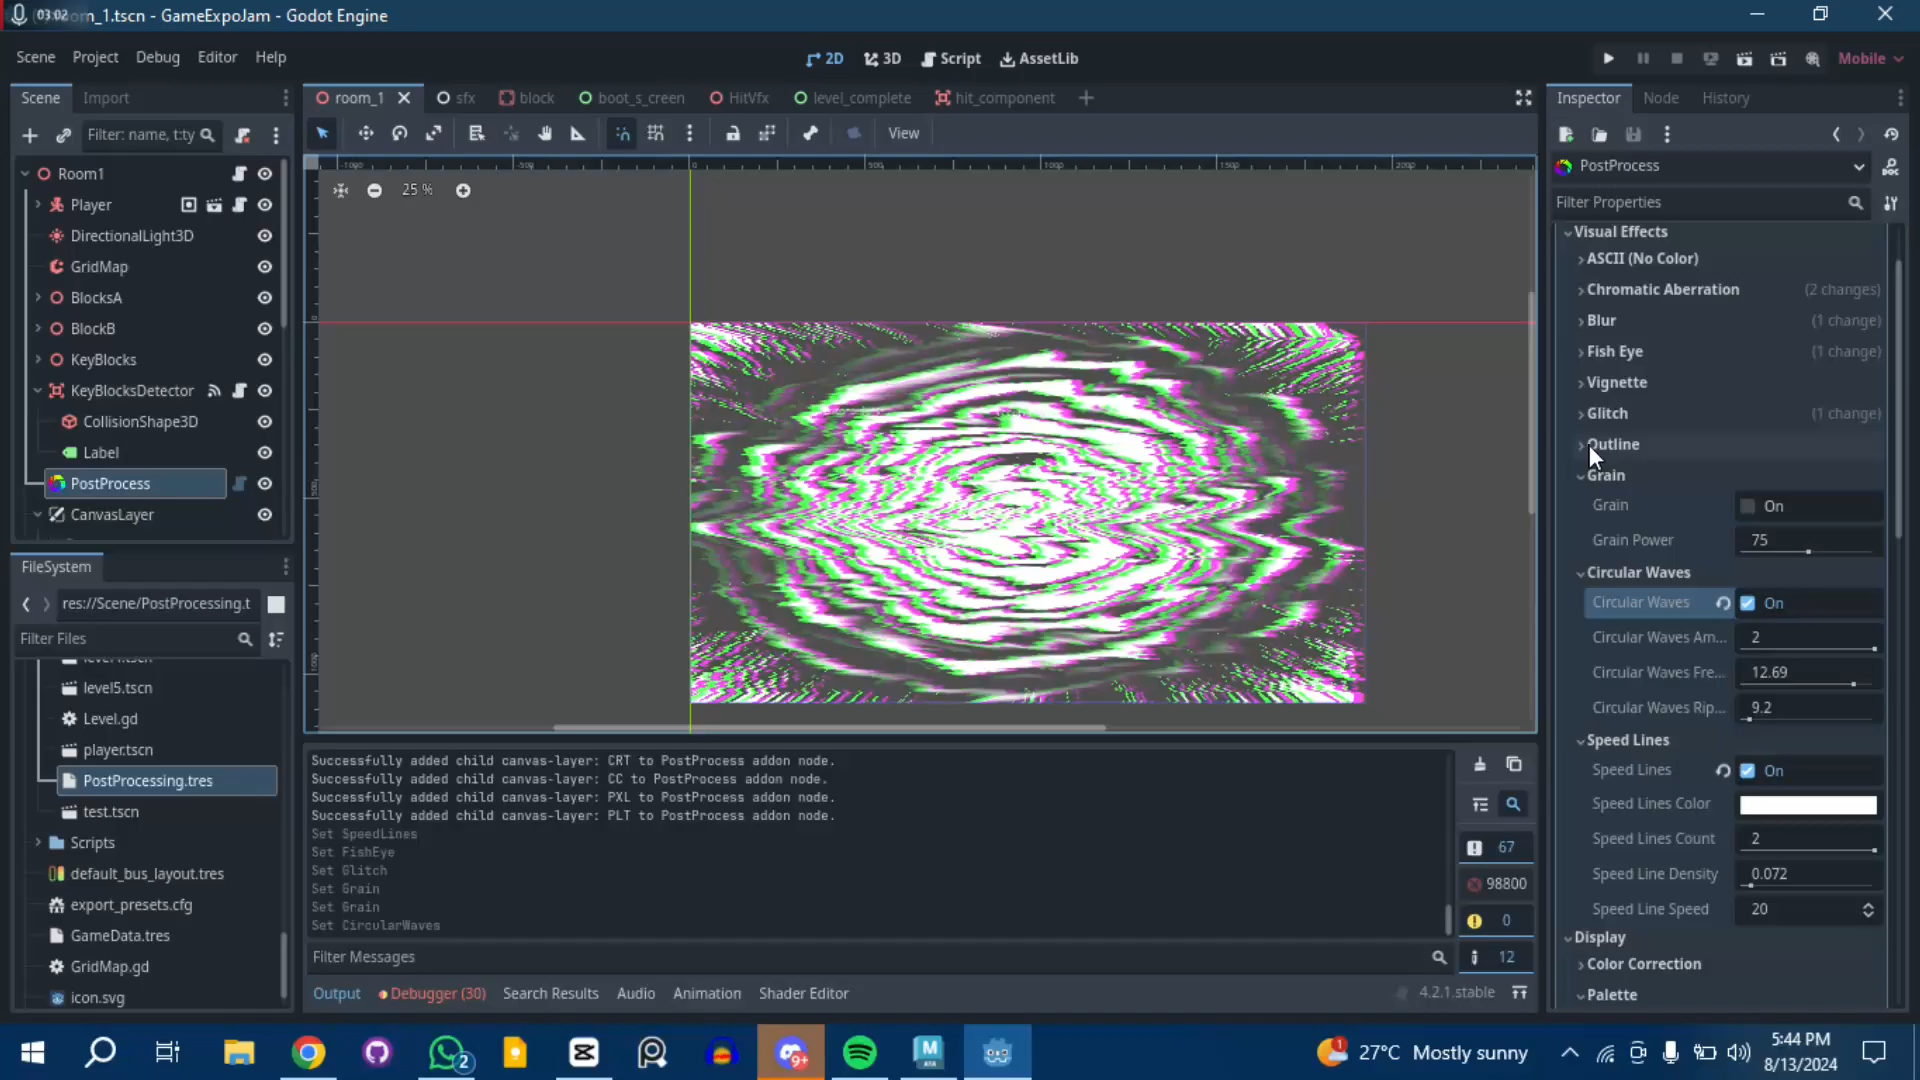 03:02 m_1.tscn - GameExpoJam - Godot Engine
Scene Project Debug Editor Help
2D 3D Script AssetLib
Mobile
Scene Import
room_1 sfx block boot_s_creen HitVfx level_complete hit_component
Inspector Node History
Filter: name, t:ty
View
PostProcess
Filter Properties
25 %
Room1
Player
DirectionalLight3D
GridMap
BlocksA
BlockB
KeyBlocks
KeyBlocksDetector
CollisionShape3D
Label
PostProcess
CanvasLayer
FileSystem
res://Scene/PostProcessing.t
Filter Files
level5.tscn
Level.gd
player.tscn
PostProcessing.tres
test.tscn
Scripts
default_bus_layout.tres
export_presets.cfg
GameData.tres
GridMap.gd
icon.svg
Successfully added child canvas-layer: CRT to PostProcess addon node.
Successfully added child canvas-layer: CC to PostProcess addon node.
Successfully added child canvas-layer: PXL to PostProcess addon node.
Successfully added child canvas-layer: PLT to PostProcess addon node.
Set SpeedLines
Set FishEye
Set Glitch
Set Grain
Set Grain
Set CircularWaves
67
98800
0
12
Filter Messages
Output Debugger (30) Search Results Audio Animation Shader Editor
4.2.1.stable
Visual Effects
ASCII (No Color)
Chromatic Aberration (2 changes)
Blur (1 change)
Fish Eye (1 change)
Vignette
Glitch (1 change)
Outline
Grain
Grain On
Grain Power 75
Circular Waves
Circular Waves On
Circular Waves Am... 2
Circular Waves Fre... 12.69
Circular Waves Rip... 9.2
Speed Lines
Speed Lines On
Speed Lines Color
Speed Lines Count 2
Speed Line Density 0.072
Speed Line Speed 20
Display
Color Correction
Palette
2
9+
1
27°C Mostly sunny
5:44 PM
8/13/2024